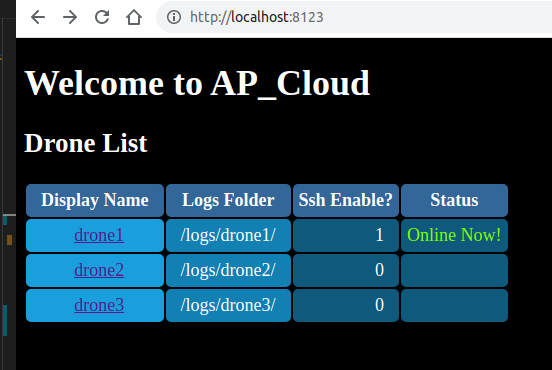 http://localhost:8123
Welcome to AP_Cloud
Drone List
Display Name Logs Folder Ssh Enable? Status
drone1 /logs/drone1/ 1 Online Now!
drone2 /logs/drone2/ 0
drone3 /logs/drone3/ 0